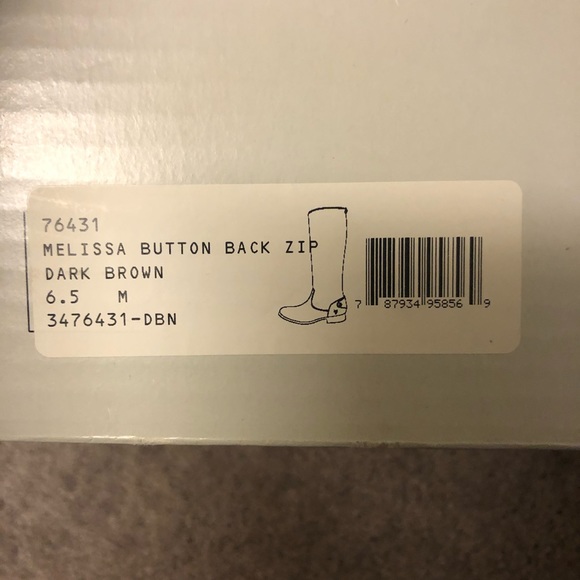 76431
MELISSA BUTTON BACK ZIP
DARK BROWN
6.5 M
3476431-DBN
7 87934 95856 9